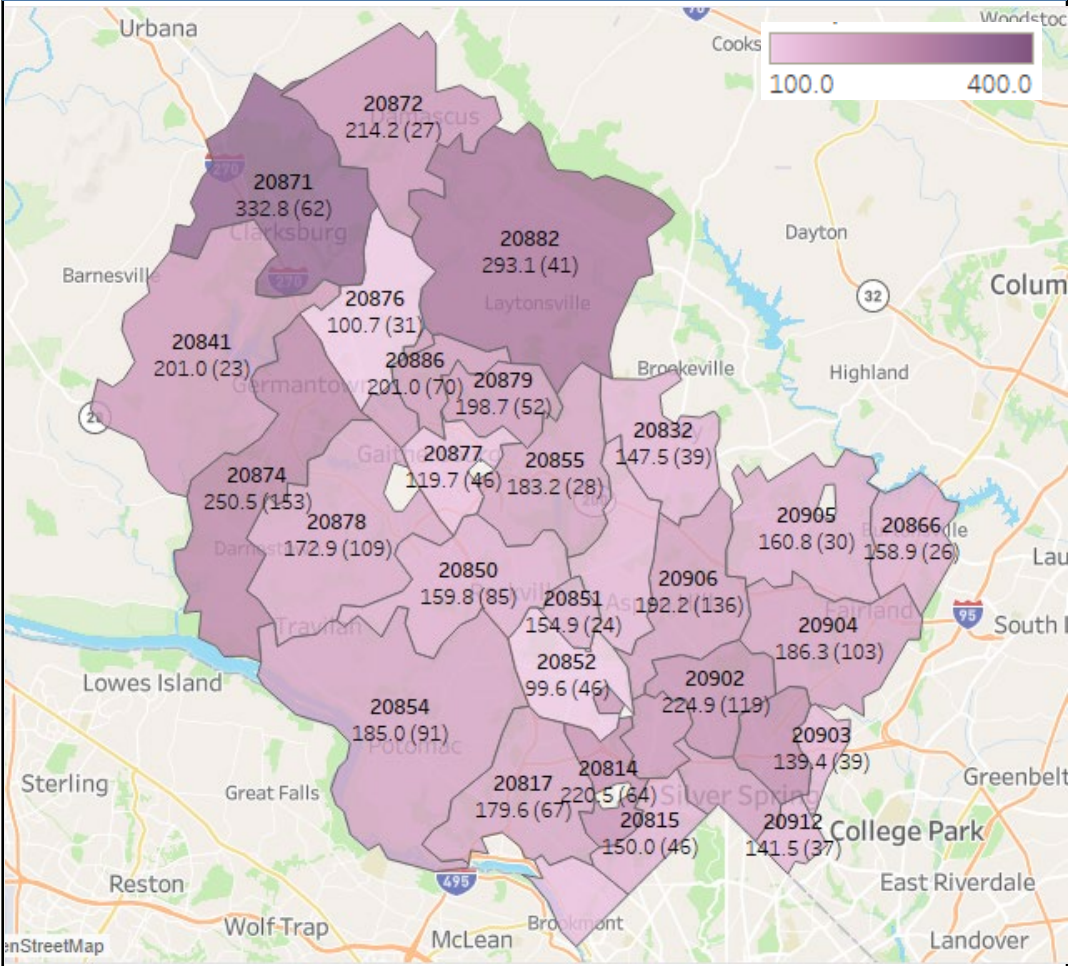 70
Woodstoc
Urbana
Cooks
100.0 400.0
20872
Damascus
214.2 (27)
270
20871
332.8 (62)
Clarksburg
Dayton
20882
293.1 (41)
Barnesville
270
32
Colum
20876
100.7 (31)
Laytonsville
20841
201.0 (23)
20886
201.0 (70)
Germantown
20879
198.7 (52)
Brookeville
Highland
28
20832
147.5 (39)
20877
119.7 (46)
20855
183.2 (28)
20874
250.5 (153)
20878
172.9 (109)
Darnestown
20905
160.8 (30)
20866
158.9 (26)
Lau
20850
159.8 (85)
20851
154.9 (24)
20906
192.2 (136)
Fairland
95
South L
Travilah
20904
186.3 (103)
20852
99.6 (46)
Lowes Island
20902
224.9 (119)
20854
185.0 (91)
Potomac
20903
139.4 (39)
Sterling
Great Falls
20814
220.5 (64)
20817
179.6 (67)
Silver Spring
Greenbelt
20815
150.0 (46)
20912
141.5 (37)
College Park
Reston
495
East Riverdale
Wolf Trap
Brookmont
McLean
Landover
enStreetMap